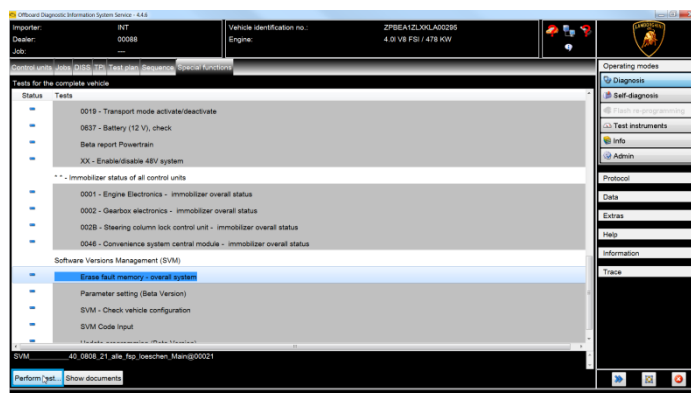 Offboard Diagnostic Information System Service - 4.4.6
Importer: INT
Dealer: 00088
Job: ---
Vehicle identification no.: ZPBEA1ZLXKLA00295
Engine: 4.0l V8 FSI / 478 KW
Control units Jobs DISS TPI Test plan Sequence Special functions
Tests for the complete vehicle
Status Tests
0019 - Transport mode activate/deactivate
0637 - Battery (12 V), check
Beta report Powertrain
XX - Enable/disable 48V system
* * - Immobilizer status of all control units
0001 - Engine Electronics - immobilizer overall status
0002 - Gearbox electronics - immobilizer overall status
002B - Steering column lock control unit - immobilizer overall status
0046 - Convenience system central module - immobilizer overall status
Software Versions Management (SVM)
Erase fault memory - overall system
Parameter setting (Beta Version)
SVM - Check vehicle configuration
SVM Code Input
Update programming (Beta Version)
SVM_______40_0808_21_alle_fsp_loeschen_Main@00021
Perform test... Show documents
Operating modes
Diagnosis
Self-diagnosis
Flash re-programming
Test instruments
Info
Admin
Protocol
Data
Extras
Help
Information
Trace